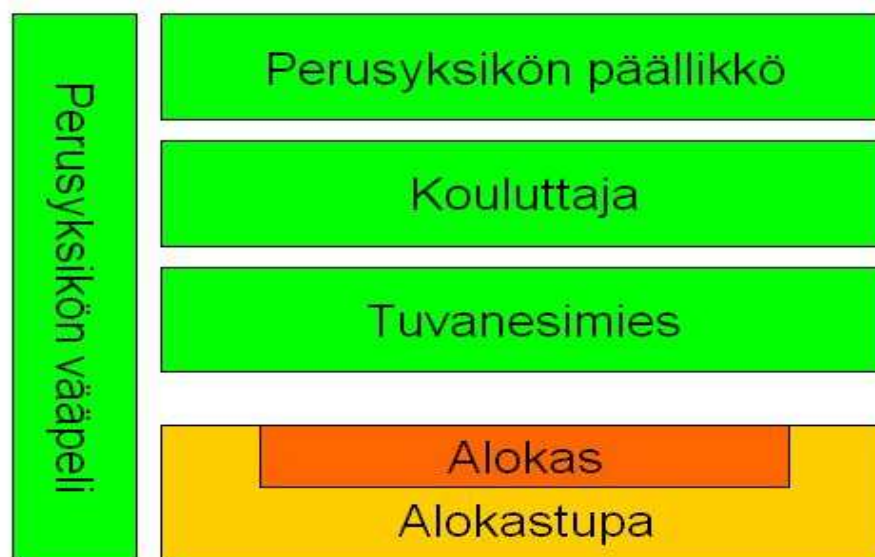 Perusyksikön vääpeli
Perusyksikön päällikkö
Kouluttaja
Tuvanesimies
Alokas
Alokastupa